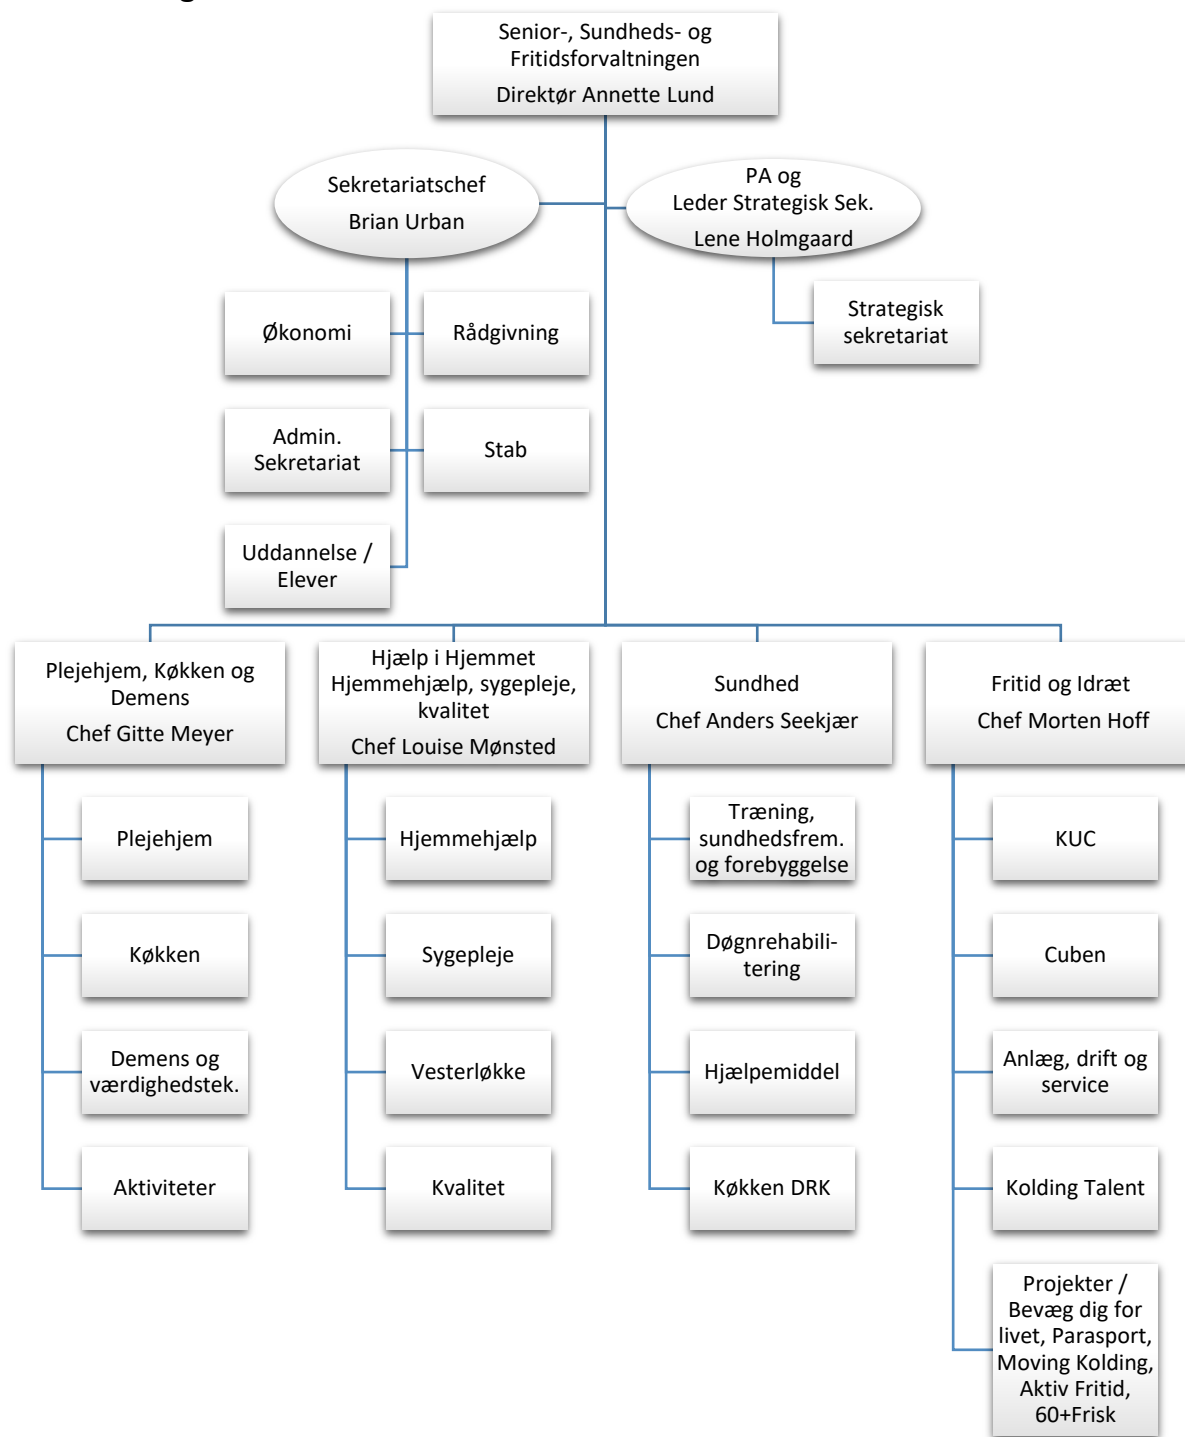 Senior-, Sundheds- og
Fritidsforvaltningen
Direktør Annette Lund
Sekretariatschef
Brian Urban
PA og
Leder Strategisk Sek.
Lene Holmgaard
Strategisk
sekretariat
Økonomi
Rådgivning
Admin.
Sekretariat
Stab
Uddannelse /
Elever
Plejehjem, Køkken og
Demens
Chef Gitte Meyer
Hjælp i Hjemmet
Hjemmehjælp, sygepleje,
kvalitet
Chef Louise Mønsted
Sundhed
Chef Anders Seekjær
Fritid og Idræt
Chef Morten Hoff
Plejehjem
Køkken
Demens og
værdighedstek.
Aktiviteter
Hjemmehjælp
Sygepleje
Vesterløkke
Kvalitet
Træning,
sundhedsfrem.
og forebyggelse
Døgnrehabili-
tering
Hjælpemiddel
Køkken DRK
KUC
Cuben
Anlæg, drift og
service
Kolding Talent
Projekter /
Bevæg dig for
livet, Parasport,
Moving Kolding,
Aktiv Fritid,
60+Frisk